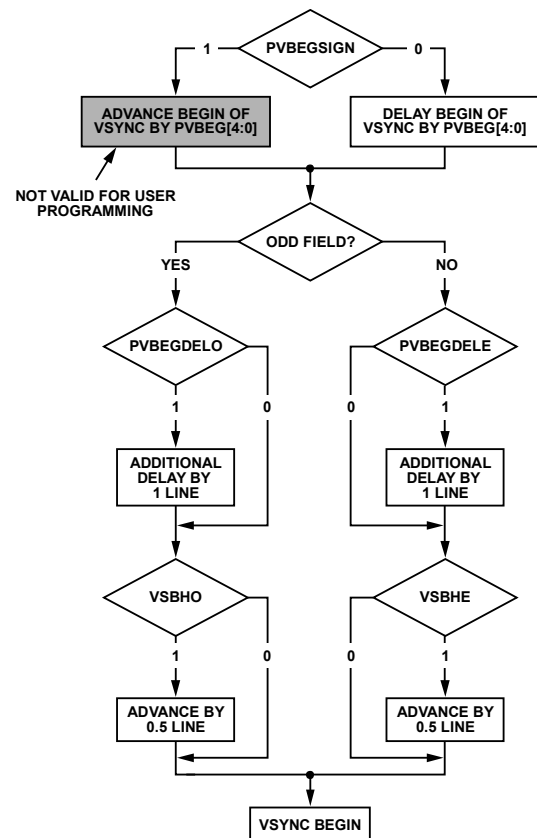 PVBEGSIGN
1
0
ADVANCE BEGIN OF
VSYNC BY PVBEG[4:0]
DELAY BEGIN OF
VSYNC BY PVBEG[4:0]
NOT VALID FOR USER
PROGRAMMING
ODD FIELD?
YES
NO
PVBEGDELO
PVBEGDELE
1
0
0
1
ADDITIONAL
DELAY BY
1 LINE
ADDITIONAL
DELAY BY
1 LINE
VSBHO
VSBHE
1
0
0
1
ADVANCE BY
0.5 LINE
ADVANCE BY
0.5 LINE
VSYNC BEGIN